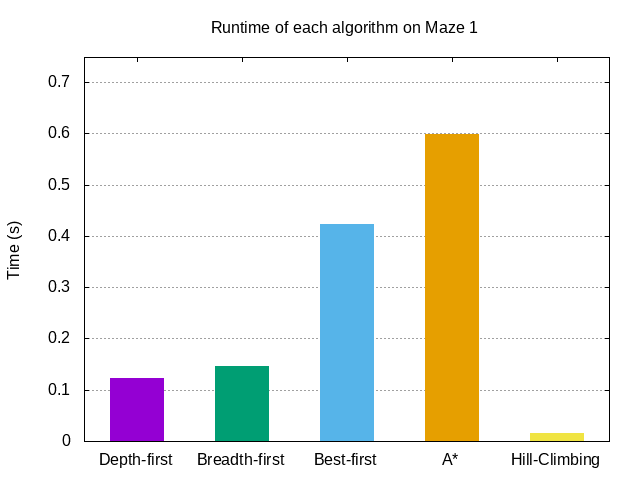 Runtime of each algorithm on Maze 1
0.7
0.6
0.5
0.4
0.3
0.2
0.1
0
Time (s)
Depth-first Breadth-first Best-first A* Hill-Climbing